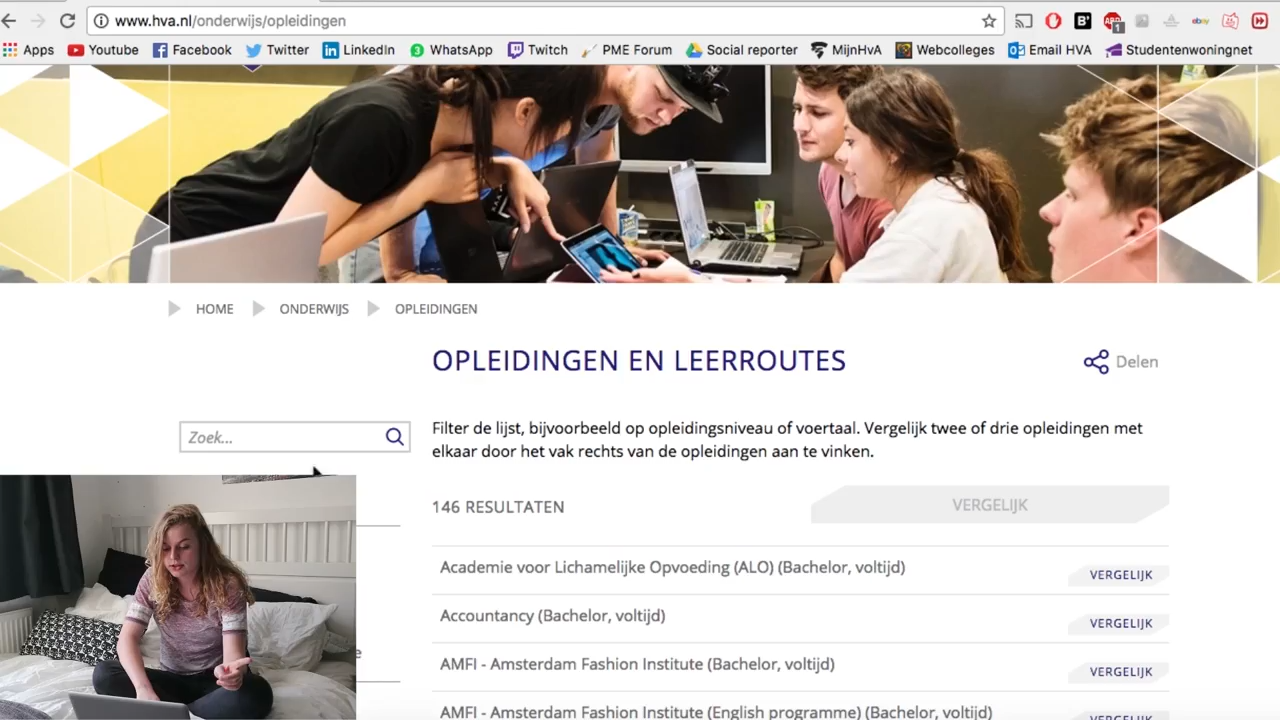 www.hva.nl/onderwijs/opleidingen
Apps Youtube Facebook Twitter LinkedIn WhatsApp Twitch PME Forum Social reporter MijnHvA Webcolleges Email HVA Studentenwoningnet
HOME ONDERWIJS OPLEIDINGEN
OPLEIDINGEN EN LEERROUTES
Delen
Zoek...
Filter de lijst, bijvoorbeeld op opleidingsniveau of voertaal. Vergelijk twee of drie opleidingen met
elkaar door het vak rechts van de opleidingen aan te vinken.
146 RESULTATEN
VERGELIJK
Academie voor Lichamelijke Opvoeding (ALO) (Bachelor, voltijd)
VERGELIJK
Accountancy (Bachelor, voltijd)
VERGELIJK
AMFI - Amsterdam Fashion Institute (Bachelor, voltijd)
VERGELIJK
AMFI - Amsterdam Fashion Institute (English programme) (Bachelor, voltijd)
VERGELIJK